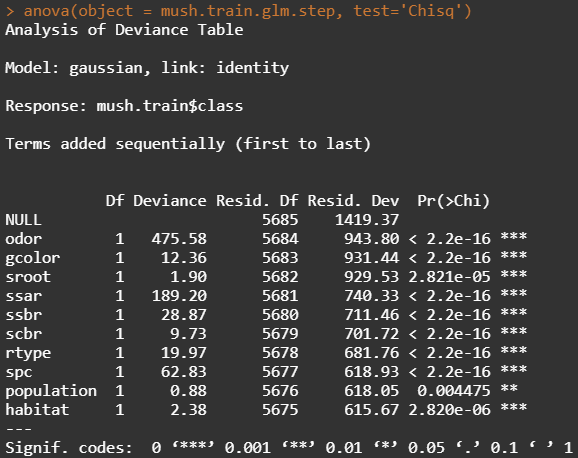 > anova(object = mush.train.glm.step, test='Chisq')
Analysis of Deviance Table

Model: gaussian, link: identity

Response: mush.train$class

Terms added sequentially (first to last)


           Df Deviance Resid. Df Resid. Dev  Pr(>Chi)
NULL                        5685    1419.37
odor        1   475.58      5684     943.80 < 2.2e-16 ***
gcolor      1    12.36      5683     931.44 < 2.2e-16 ***
sroot       1     1.90      5682     929.53 2.821e-05 ***
ssar        1   189.20      5681     740.33 < 2.2e-16 ***
ssbr        1    28.87      5680     711.46 < 2.2e-16 ***
scbr        1     9.73      5679     701.72 < 2.2e-16 ***
rtype       1    19.97      5678     681.76 < 2.2e-16 ***
spc         1    62.83      5677     618.93 < 2.2e-16 ***
population  1     0.88      5676     618.05  0.004475 **
habitat     1     2.38      5675     615.67 2.820e-06 ***
---
Signif. codes:  0 ‘***’ 0.001 ‘**’ 0.01 ‘*’ 0.05 ‘.’ 0.1 ‘ ’ 1